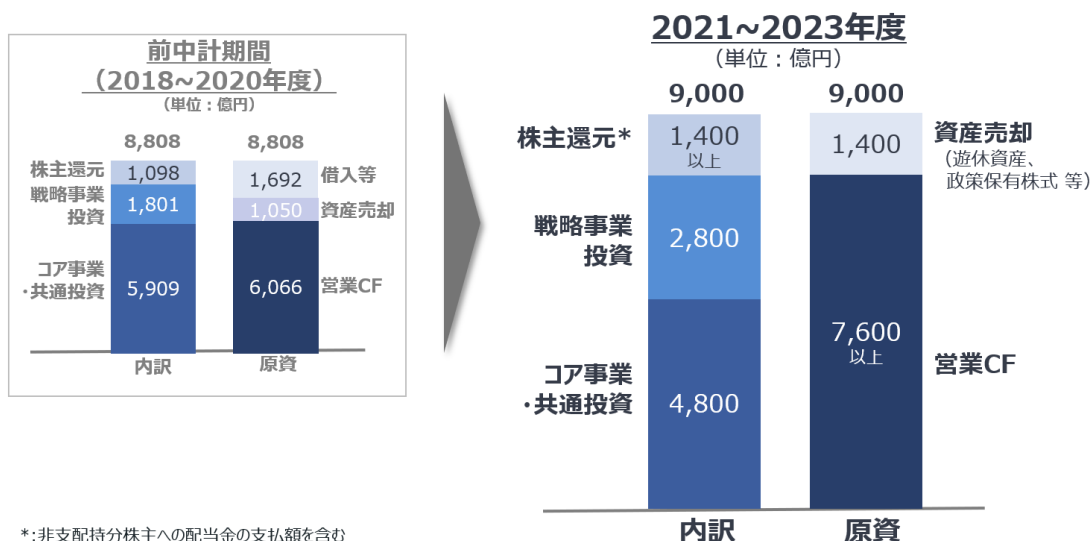 前中計期間
（2018~2020年度）
（単位：億円）
8,808
8,808
株主還元
1,098
1,692
借入等
戦略事業
投資
1,801
1,050
資産売却
コア事業
・共通投資
5,909
6,066
営業CF
内訳
原資
2021~2023年度
（単位：億円）
9,000
9,000
株主還元*
1,400
以上
1,400
資産売却
（遊休資産、
政策保有株式 等）
戦略事業
投資
2,800
7,600
以上
営業CF
コア事業
・共通投資
4,800
内訳
原資
*:非支配持分株主への配当金の支払額を含む